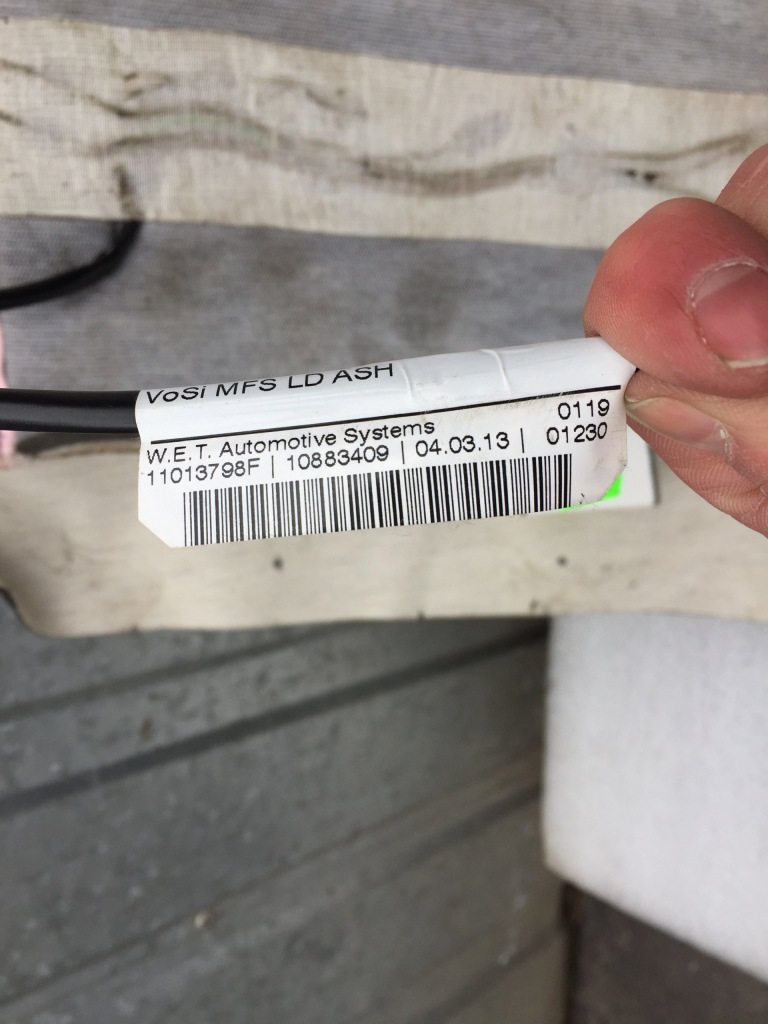 VoSi MFS LD ASH
W.E.T. Automotive Systems 0119
11013798F | 10883409 | 04.03.13 | 01230